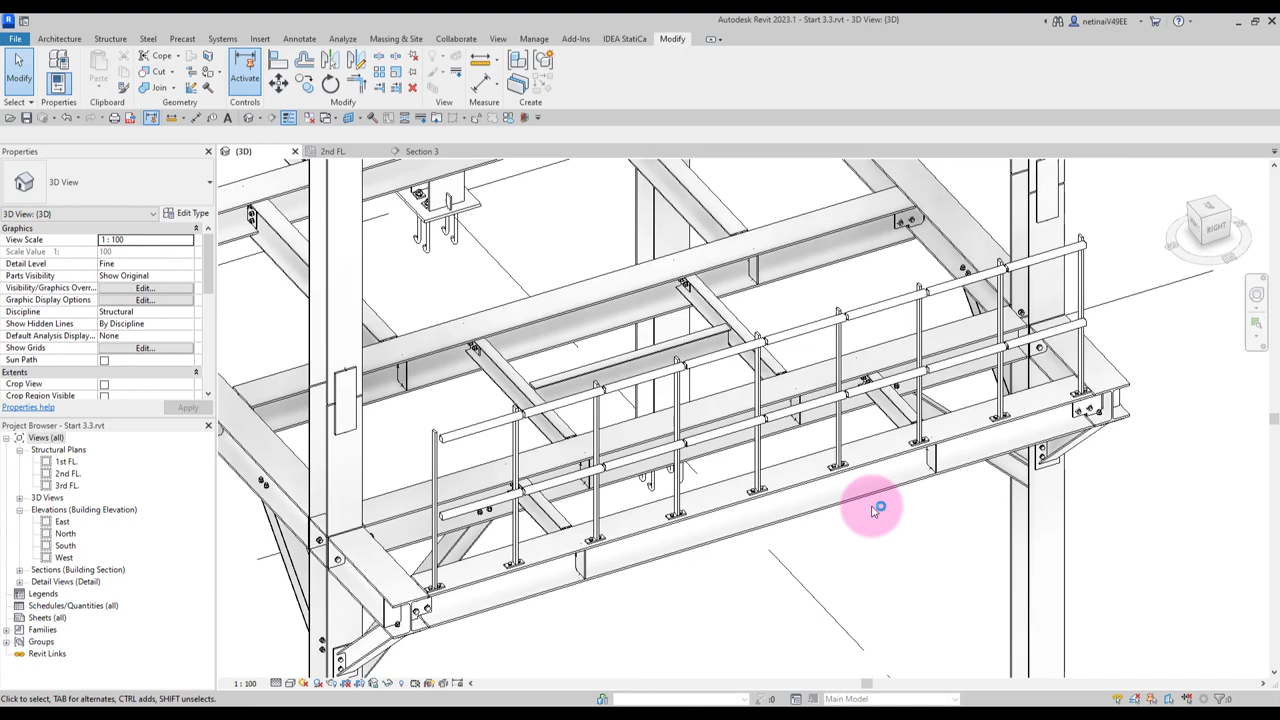 Autodesk Revit 2023.1 - Start 3.3.rvt - 3D View: {3D}
netinaiV49EE
File Architecture Structure Steel Precast Systems Insert Annotate Analyze Massing & Site Collaborate View Manage Add-Ins IDEA StatiCa Modify
Modify
Properties
Paste
Cope
Cut
Join
Activate
Select Properties Clipboard Geometry Controls Modify View Measure Create
Properties
{3D}
2nd FL.
Section 3
3D View
3D View: {3D}
Edit Type
Graphics
View Scale 1 : 100
Scale Value 1: 100
Detail Level Fine
Parts Visibility Show Original
Visibility/Graphics Overr... Edit...
Graphic Display Options Edit...
Discipline Structural
Show Hidden Lines By Discipline
Default Analysis Display... None
Show Grids Edit...
Sun Path
Extents
Crop View
Crop Region Visible
Properties help
Apply
Project Browser - Start 3.3.rvt
Views (all)
Structural Plans
1st FL.
2nd FL.
3rd FL.
3D Views
Elevations (Building Elevation)
East
North
South
West
Sections (Building Section)
Detail Views (Detail)
Legends
Schedules/Quantities (all)
Sheets (all)
Families
Groups
Revit Links
RIGHT
1 : 100
Click to select, TAB for alternates, CTRL adds, SHIFT unselects.
:0
Main Model
:0